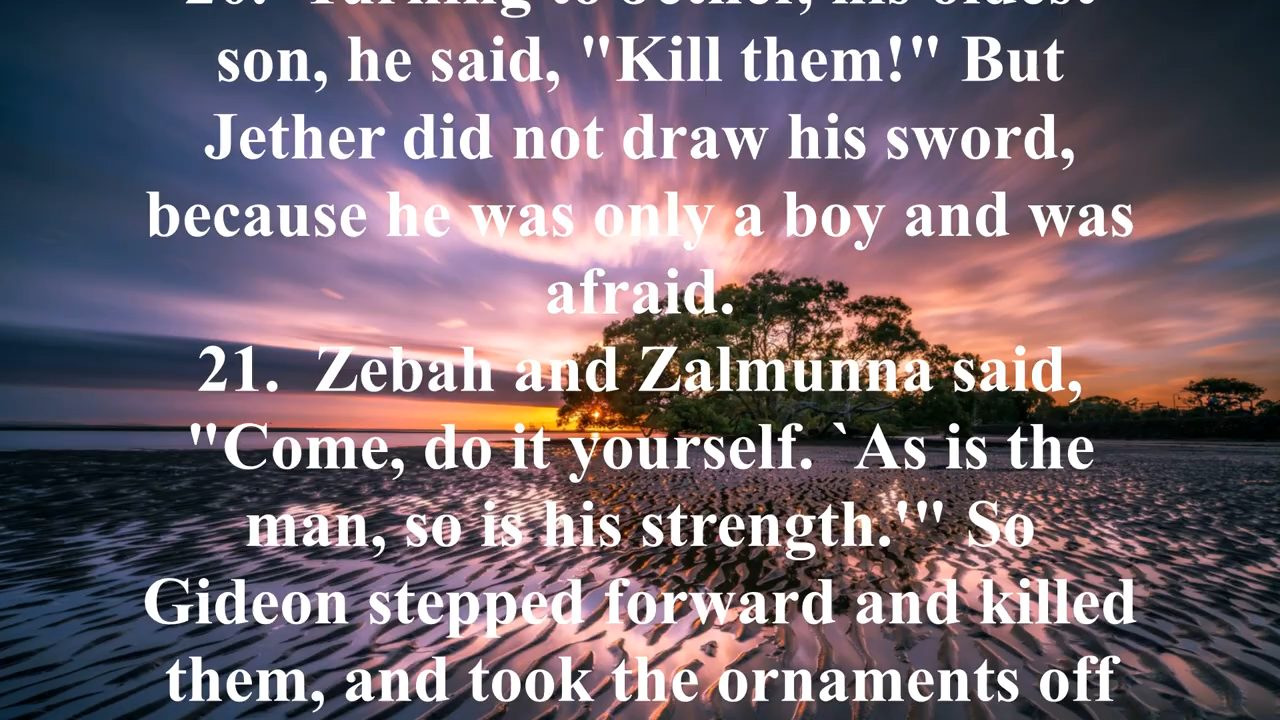 20. Turning to Jether, his oldest
son, he said, "Kill them!" But
Jether did not draw his sword,
because he was only a boy and was
afraid.
21. Zebah and Zalmunna said,
"Come, do it yourself. `As is the
man, so is his strength.'" So
Gideon stepped forward and killed
them, and took the ornaments off